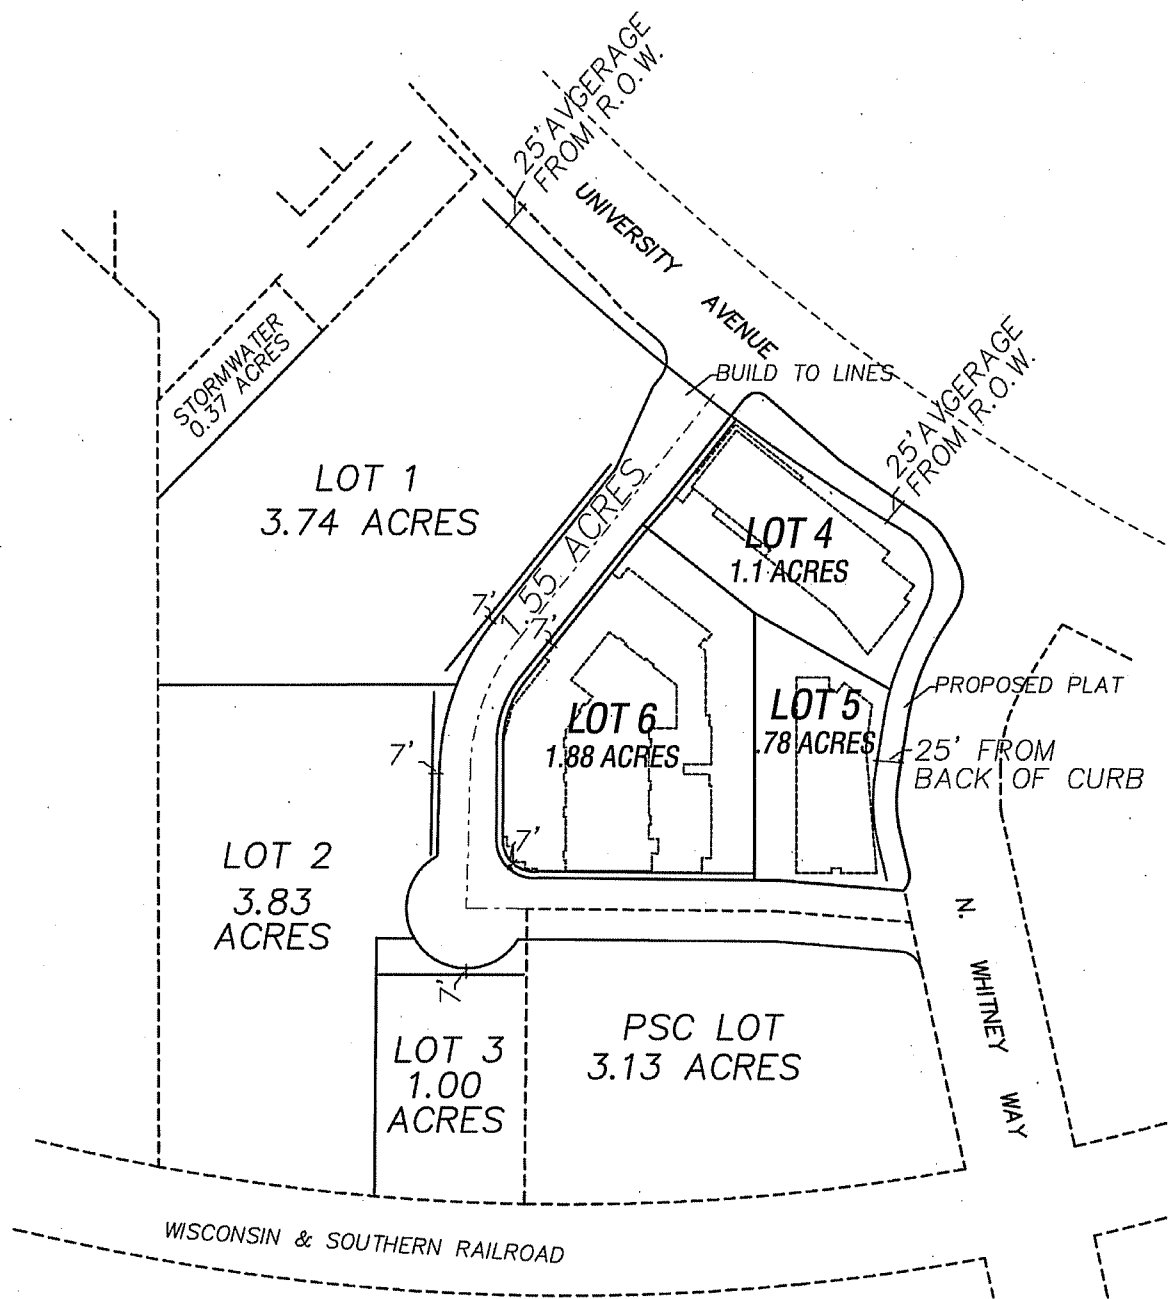 25' AVGERAGE
FROM R.O.W.
UNIVERSITY AVENUE
STORMWATER
0.37 ACRES
BUILD TO LINES
25' AVGERAGE
FROM R.O.W.
LOT 1
3.74 ACRES
1.55 ACRES
LOT 4
1.1 ACRES
7'
7'
PROPOSED PLAT
LOT 6
1.88 ACRES
LOT 5
.78 ACRES
7'
25' FROM
BACK OF CURB
7'
LOT 2
3.83
ACRES
N. WHITNEY WAY
7'
LOT 3
1.00
ACRES
PSC LOT
3.13 ACRES
WISCONSIN & SOUTHERN RAILROAD